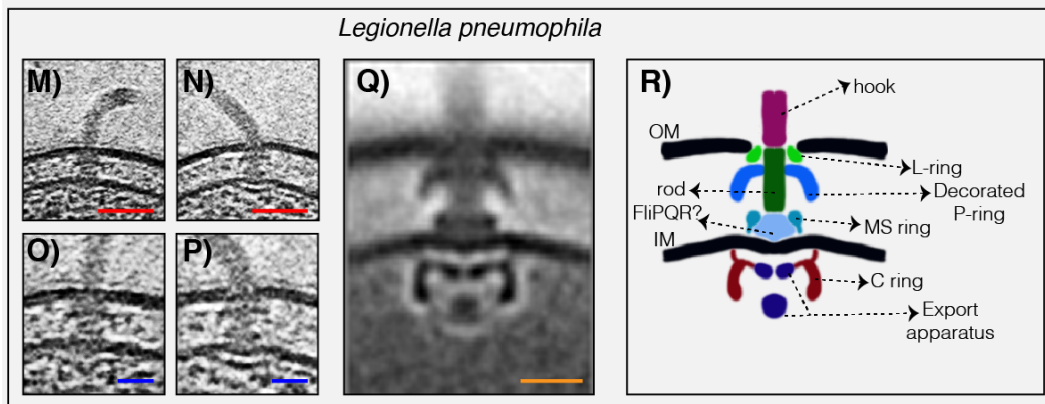 Legionella pneumophila
M)
N)
Q)
R)
hook
OM
L-ring
rod
Decorated
P-ring
FliPQR?
MS ring
IM
O)
P)
C ring
Export
apparatus